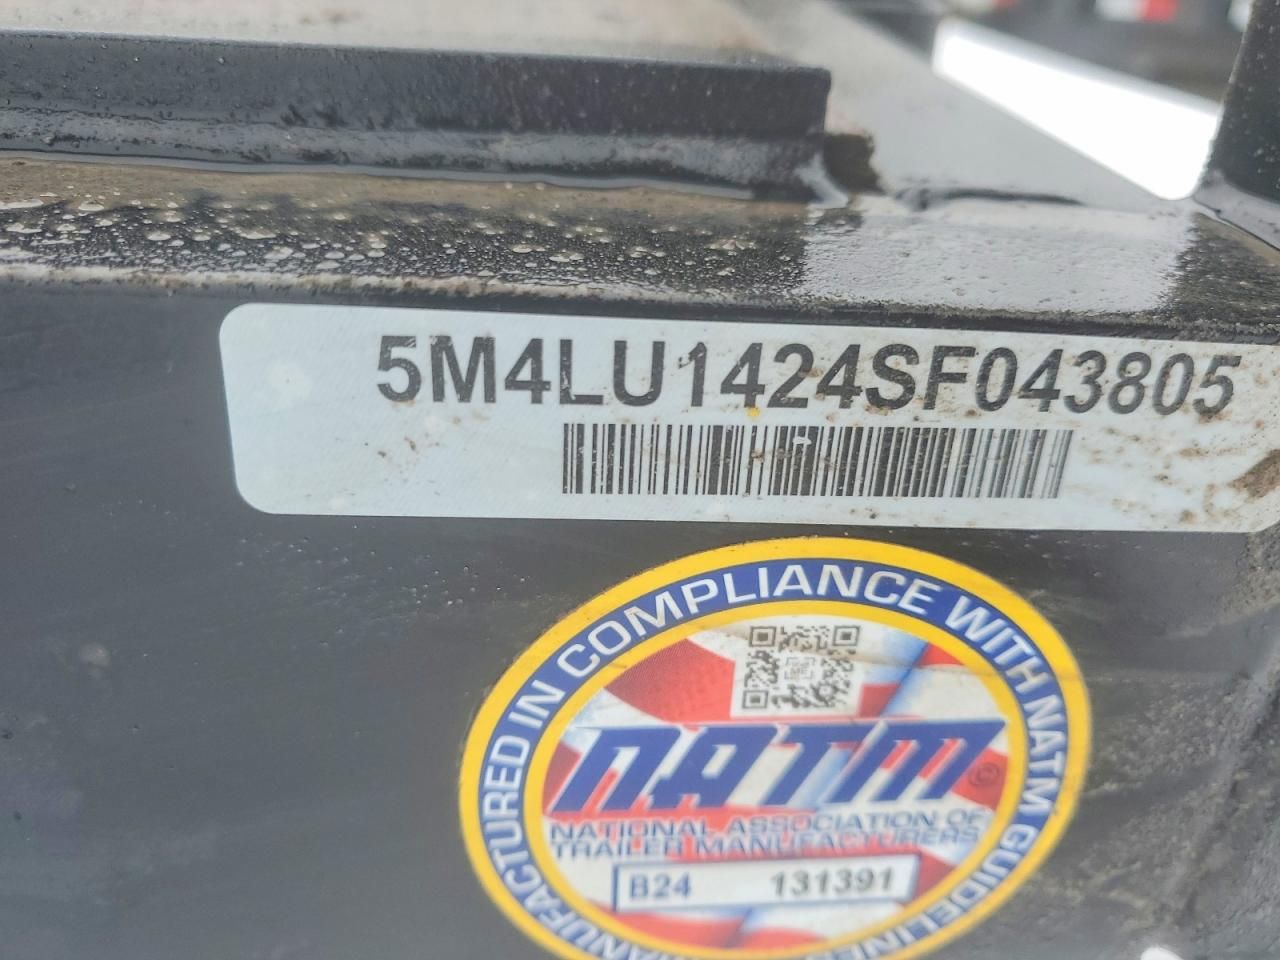 5M4LU1424SF043805
MANUFACTURED IN COMPLIANCE WITH NATM GUIDELINES
NATM ©
NATIONAL ASSOCIATION OF
TRAILER MANUFACTURERS
B24 131391